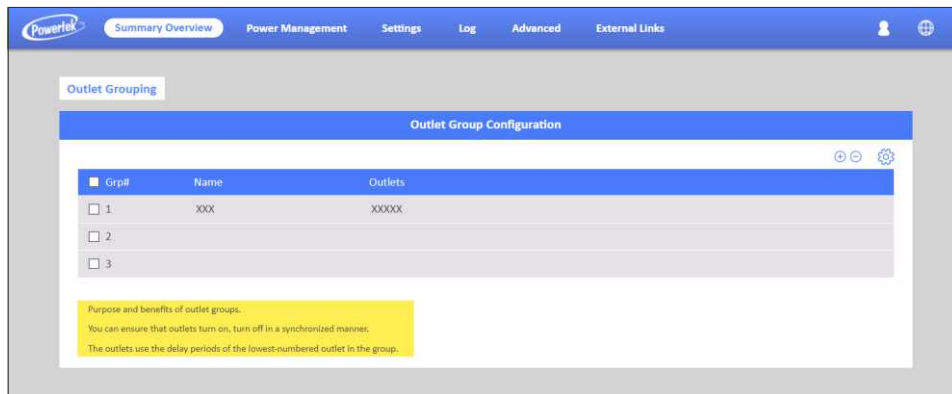 Powertek Summary Overview Power Management Settings Log Advanced External Links
Outlet Grouping
Outlet Group Configuration
Grp# Name Outlets
1 XXX XXXXX
2
3
Purpose and benefits of outlet groups.
You can ensure that outlets turn on, turn off in a synchronized manner.
The outlets use the delay periods of the lowest-numbered outlet in the group.